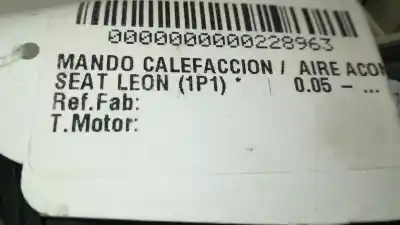 0000000000228963
MANDO CALEFACCION / AIRE ACON
SEAT LEON (1P1) * | 0.05 - ...
Ref.Fab:
T.Motor: